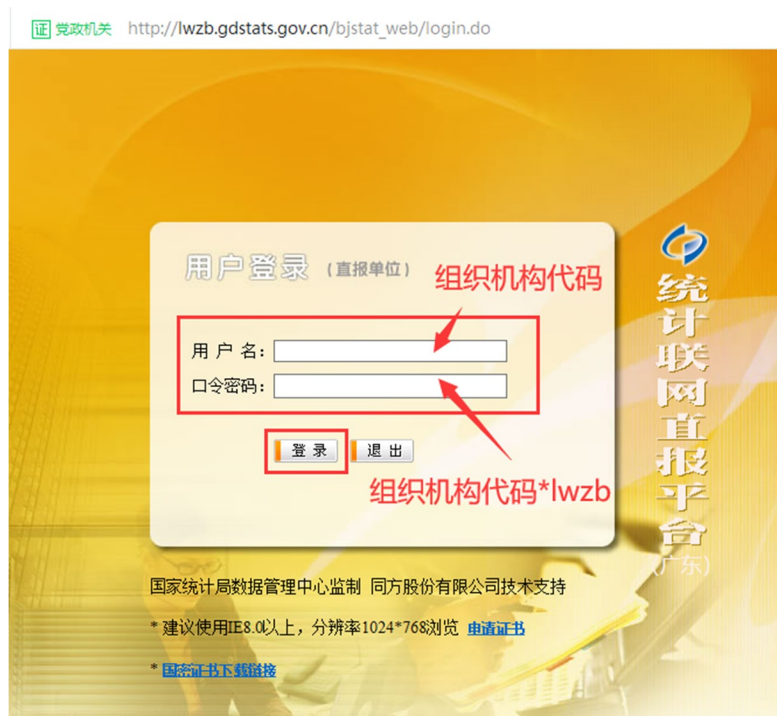 证 党政机关 http://lwzb.gdstats.gov.cn/bjstat_web/login.do
用户登录 (直报单位)
组织机构代码
用 户 名:
口令密码:
登 录 退 出
组织机构代码*lwzb
统计联网直报平台
(广东)
国家统计局数据管理中心监制 同方股份有限公司技术支持
* 建议使用IE8.0以上，分辨率1024*768浏览 申请证书
* 国密证书下载链接